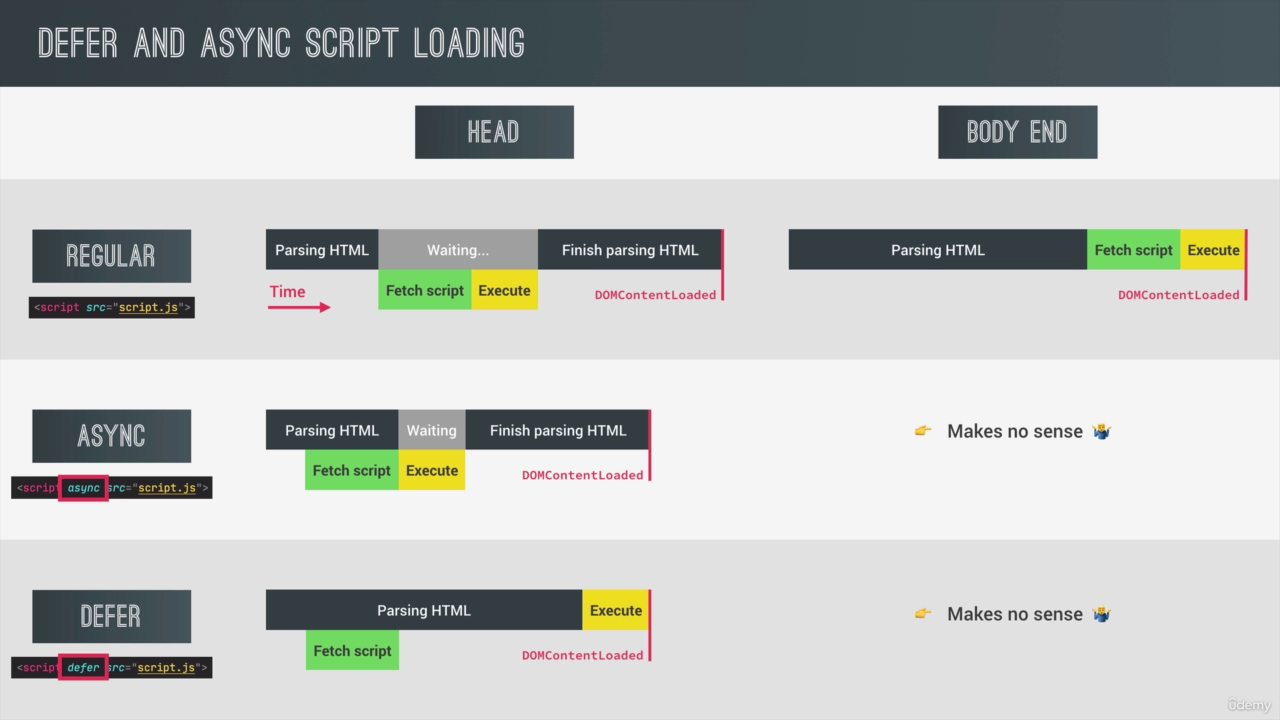 DEFER AND ASYNC SCRIPT LOADING
HEAD
BODY END
REGULAR
<script src="script.js">
Parsing HTML
Waiting...
Finish parsing HTML
Time
Fetch script
Execute
DOMContentLoaded
Parsing HTML
Fetch script
Execute
DOMContentLoaded
ASYNC
<script async src="script.js">
Parsing HTML
Waiting
Finish parsing HTML
Fetch script
Execute
DOMContentLoaded
👉 Makes no sense 🤷‍♂️
DEFER
<script defer src="script.js">
Parsing HTML
Execute
Fetch script
DOMContentLoaded
👉 Makes no sense 🤷‍♂️
Udemy